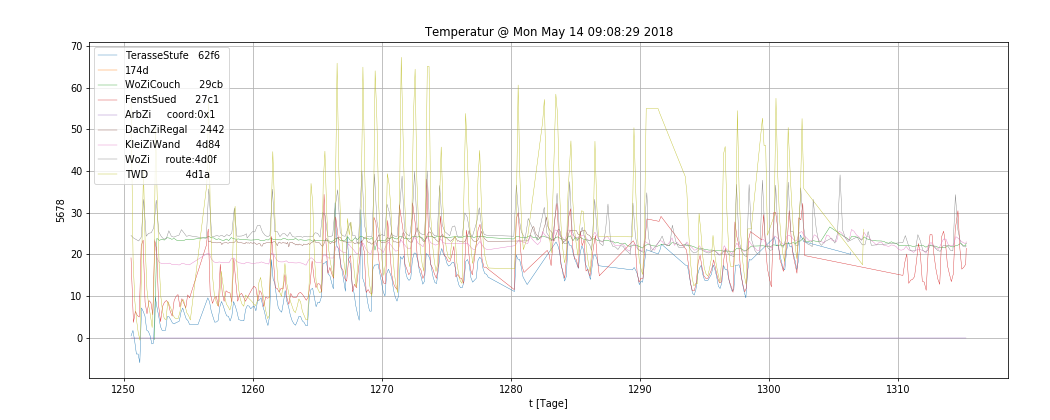 Temperatur @ Mon May 14 09:08:29 2018
70
60
50
40
30
20
10
0
5678
TerasseStufe 62f6
174d
WoZiCouch 29cb
FenstSued 27c1
ArbZi coord:0x1
DachZiRegal 2442
KleiZiWand 4d84
WoZi route:4d0f
TWD 4d1a
1250 1260 1270 1280 1290 1300 1310
t [Tage]